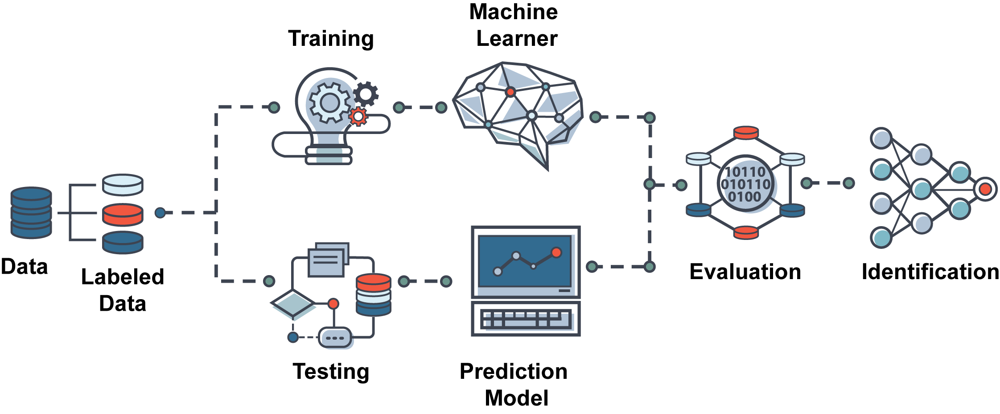 Machine
Learner
Training
10110
010110
0100
Data
Labeled
Data
Evaluation
Identification
Testing
Prediction
Model